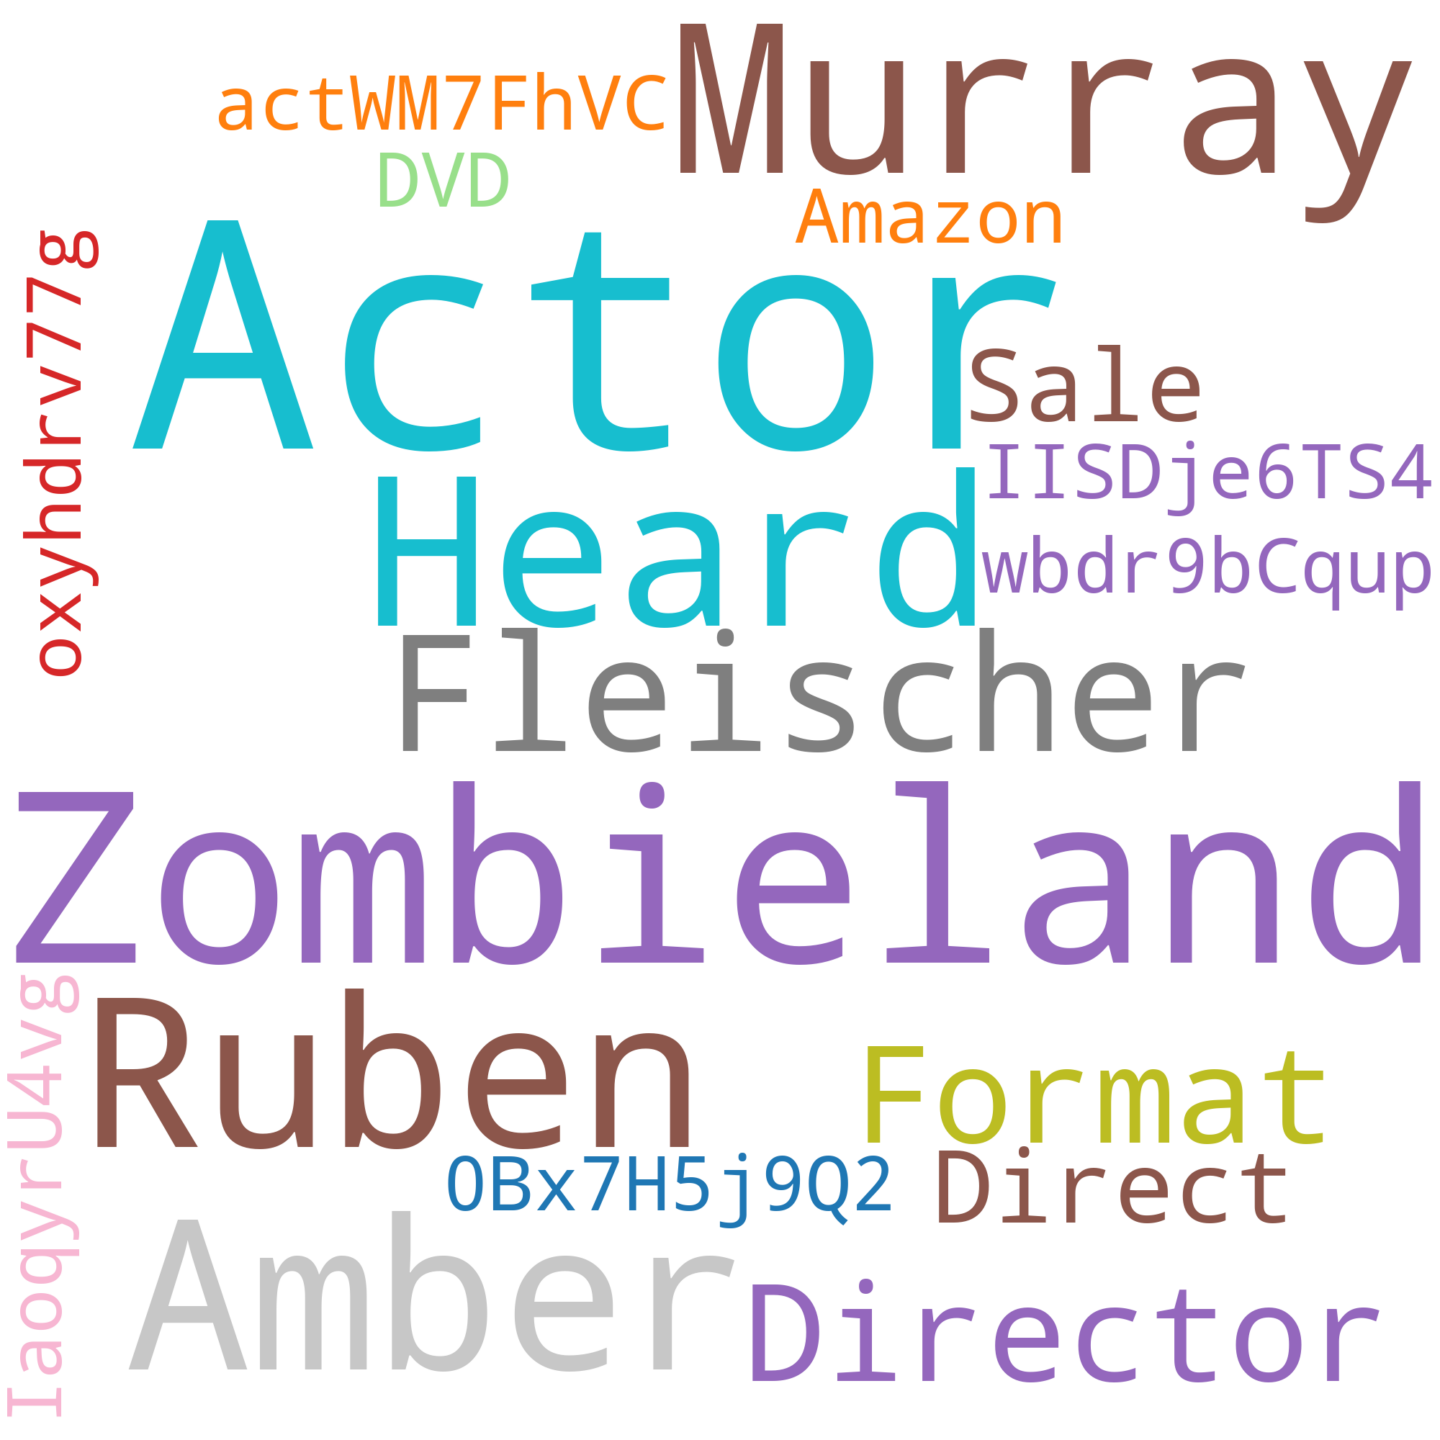 Murray
actWM7FhVC
DVD
Amazon
Actor
oxyhdrv77g
Sale
IISDje6TS4
Heard
wbdr9bCqup
Fleischer
Zombieland
IaoqyrU4vg
Ruben
Format
0Bx7H5j9Q2
Direct
Amber
Director